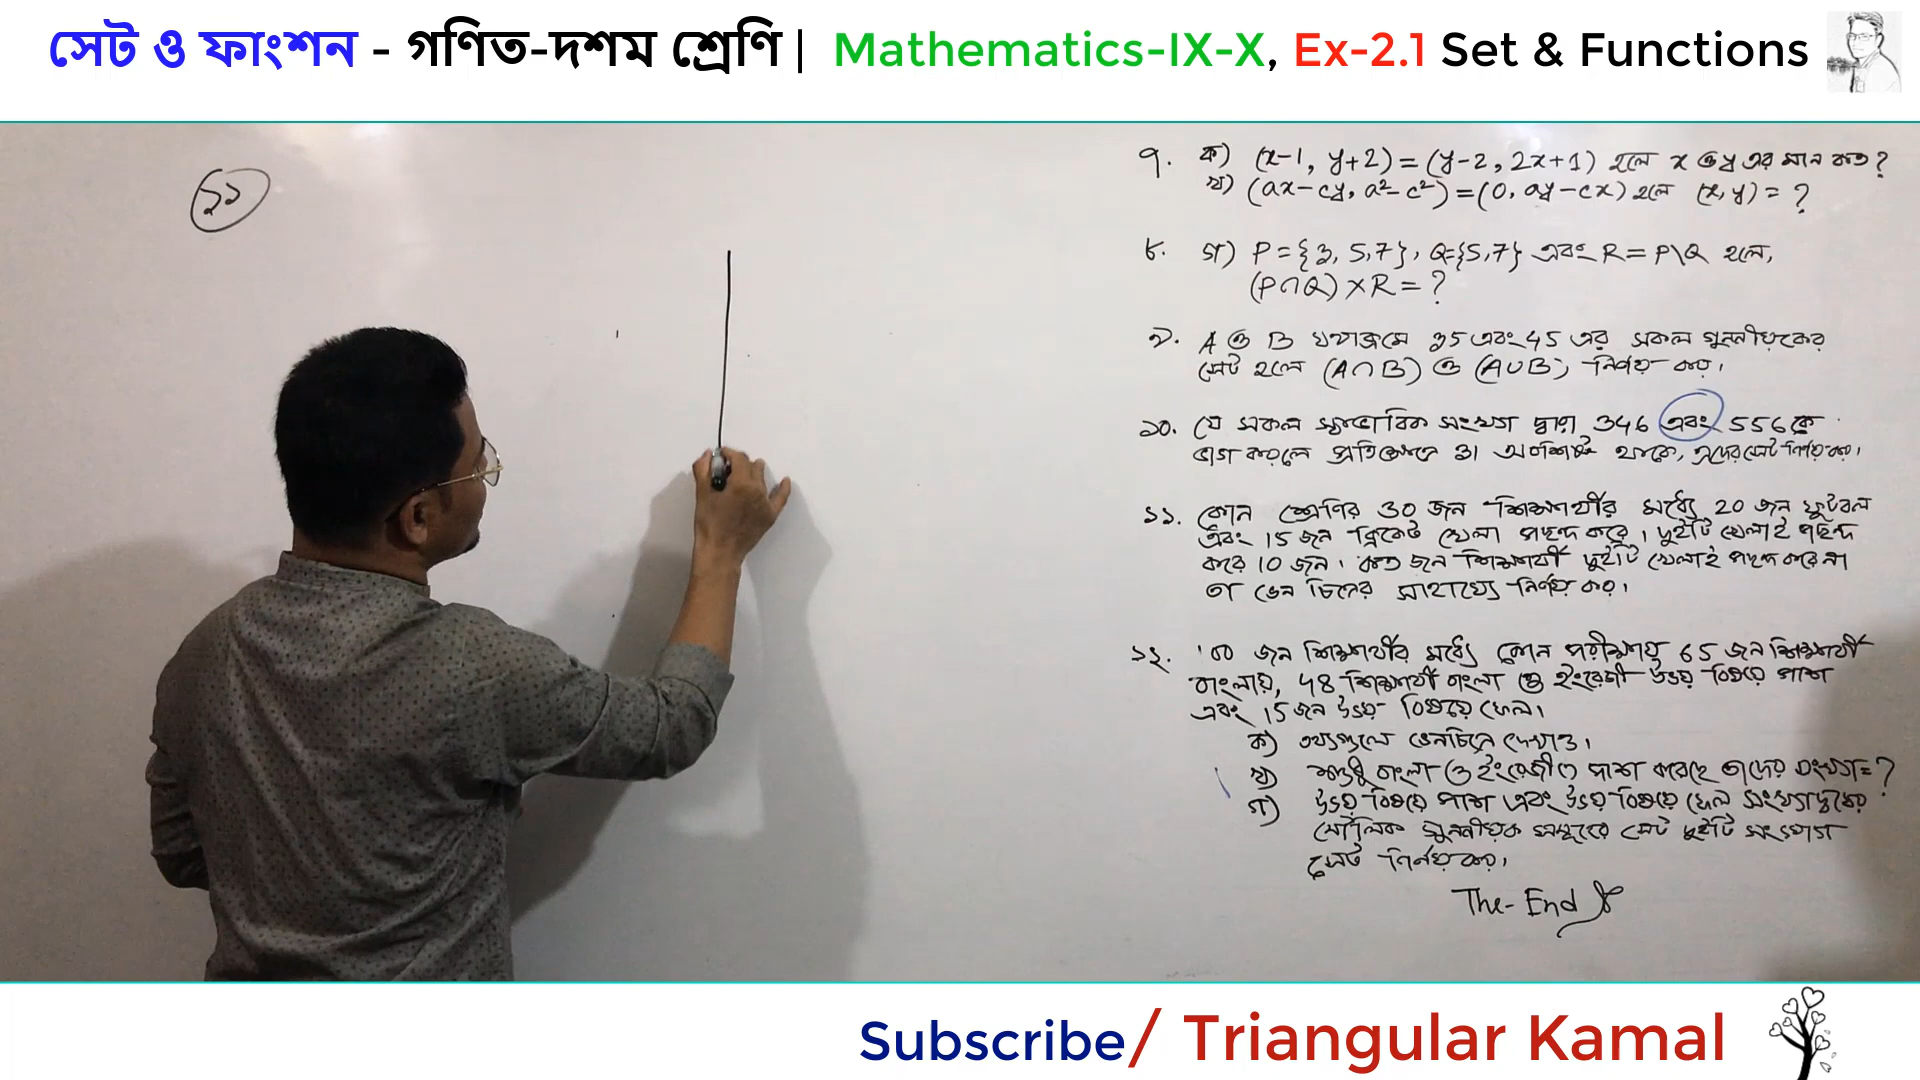 সেট ও ফাংশন - গণিত-দশম শ্রেণি | Mathematics-IX-X, Ex-2.1 Set & Functions
১১
৭. ক) (x-1, y+2) = (y-2, 2x+1) হলে x ও y এর মান কত?
খ) (ax-cy, a²-c²) = (0, ay-cx) হলে (x, y) = ?
৮. গ) P = {3, 5, 7}, Q = {5, 7} এবং R = P\Q হলে,
(P∩Q) × R = ?
৯. A ও B যথাক্রমে 35 এবং 45 এর সকল গুননীয়কের
সেট হলে (A∩B) ও (A∪B) নির্ণয় কর।
১০. যে সকল স্বাভাবিক সংখ্যা দ্বারা 346 এবং 556 কে
ভাগ করলে প্রতিক্ষেত্রে 31 অবশিষ্ট থাকে, এদের সেট নির্ণয় কর।
১১. কোন শ্রেণির 30 জন শিক্ষার্থীর মধ্যে 20 জন ফুটবল
এবং 15 জন ক্রিকেট খেলা পছন্দ করে। দুইটি খেলাই পছন্দ
করে 10 জন। কত জন শিক্ষার্থী দুইটি খেলাই পছন্দ করে না
তা ভেন চিত্রের সাহায্যে নির্ণয় কর।
১২. 100 জন শিক্ষার্থীর মধ্যে কোন পরীক্ষায় 65 জন শিক্ষার্থী
বাংলায়, 48 শিক্ষার্থী বাংলা ও ইংরেজী উভয় বিষয়ে পাশ
এবং 15 জন উভয় বিষয়ে ফেল।
ক) তথ্যগুলো ভেনচিত্রে দেখাও।
খ) শুধু বাংলা ও ইংরেজীতে পাশ করেছে তাদের সংখ্যা = ?
গ) উভয় বিষয়ে পাশ এবং উভয় বিষয়ে ফেল সংখ্যাদ্বয়ের
মৌলিক গুননীয়ক সমূহের সেট দুইটি সংযোগ
সেট নির্ণয় কর।
The-End
Subscribe/ Triangular Kamal